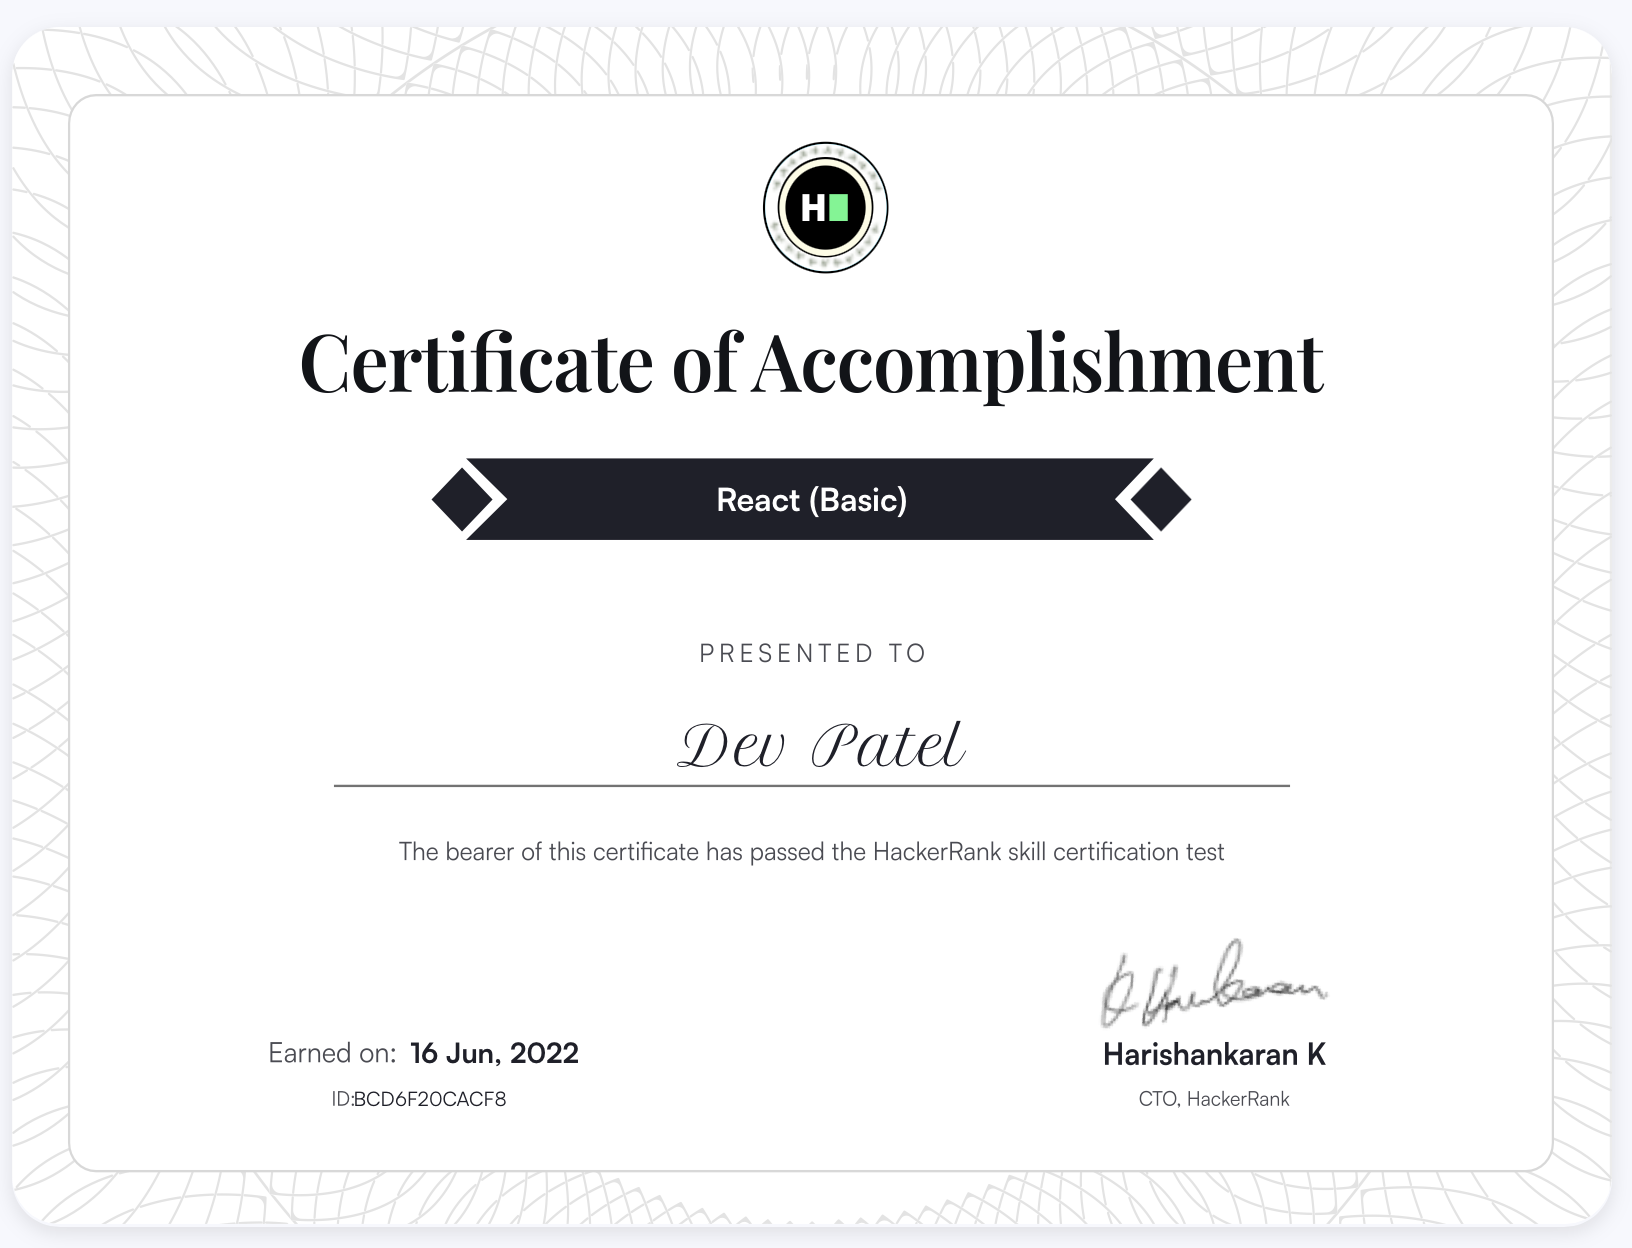 H
Certificate of Accomplishment
React (Basic)
PRESENTED TO
Dev Patel
The bearer of this certificate has passed the HackerRank skill certification test
Earned on: 16 Jun, 2022
ID:BCD6F20CACF8
Harishankaran K
CTO, HackerRank